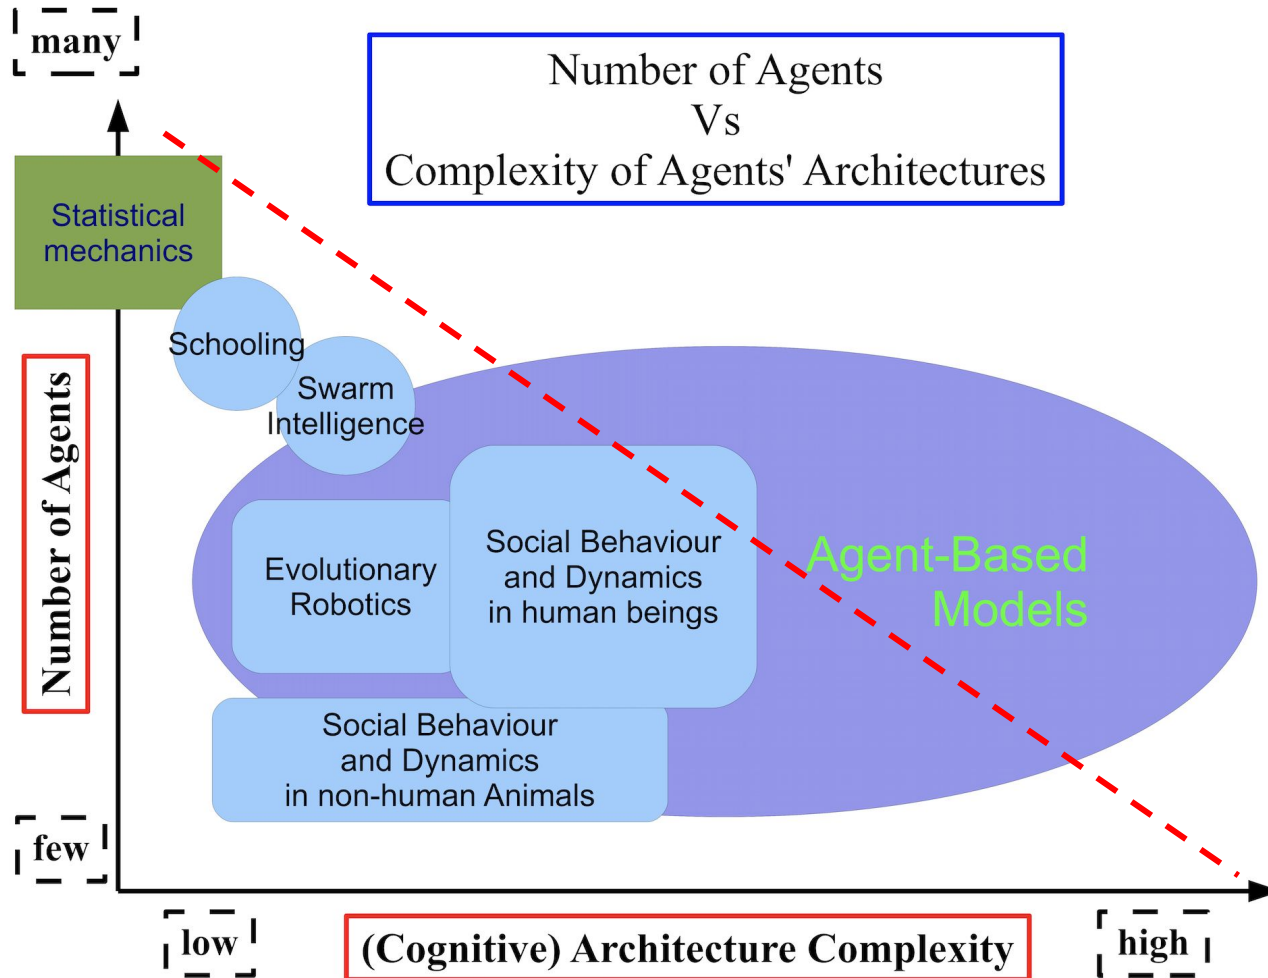 many
Number of Agents
Vs
Complexity of Agents' Architectures
Statistical
mechanics
Schooling
Swarm
Intelligence
Number of Agents
Evolutionary
Robotics
Social Behaviour
and Dynamics
in human beings
Agent-Based
Models
Social Behaviour
and Dynamics
in non-human Animals
few
low
(Cognitive) Architecture Complexity
high